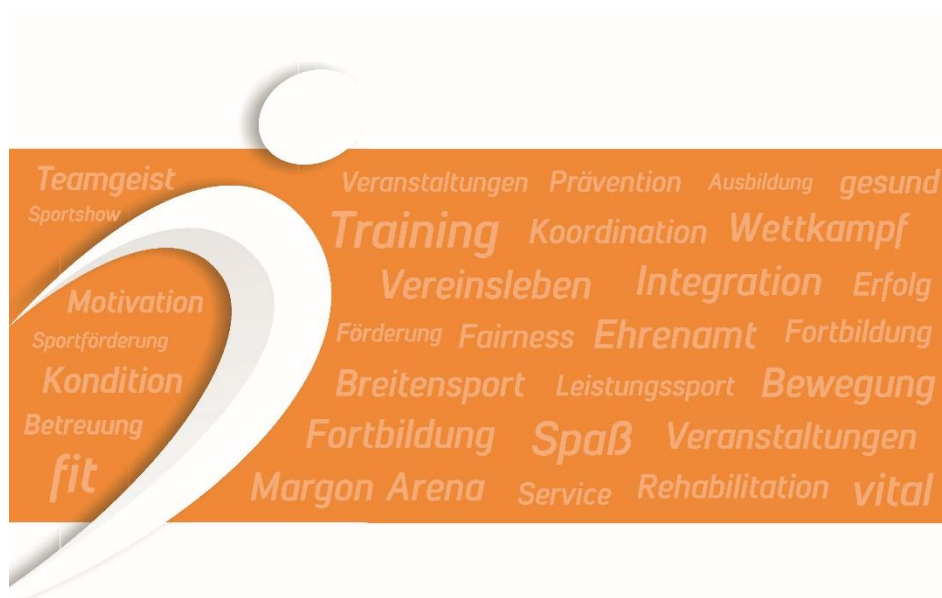 Teamgeist Veranstaltungen Prävention Ausbildung gesund
Sportshow Training Koordination Wettkampf
Motivation Vereinsleben Integration Erfolg
Sportförderung Förderung Fairness Ehrenamt Fortbildung
Kondition Breitensport Leistungssport Bewegung
Betreuung Fortbildung Spaß Veranstaltungen
fit Margon Arena Service Rehabilitation vital